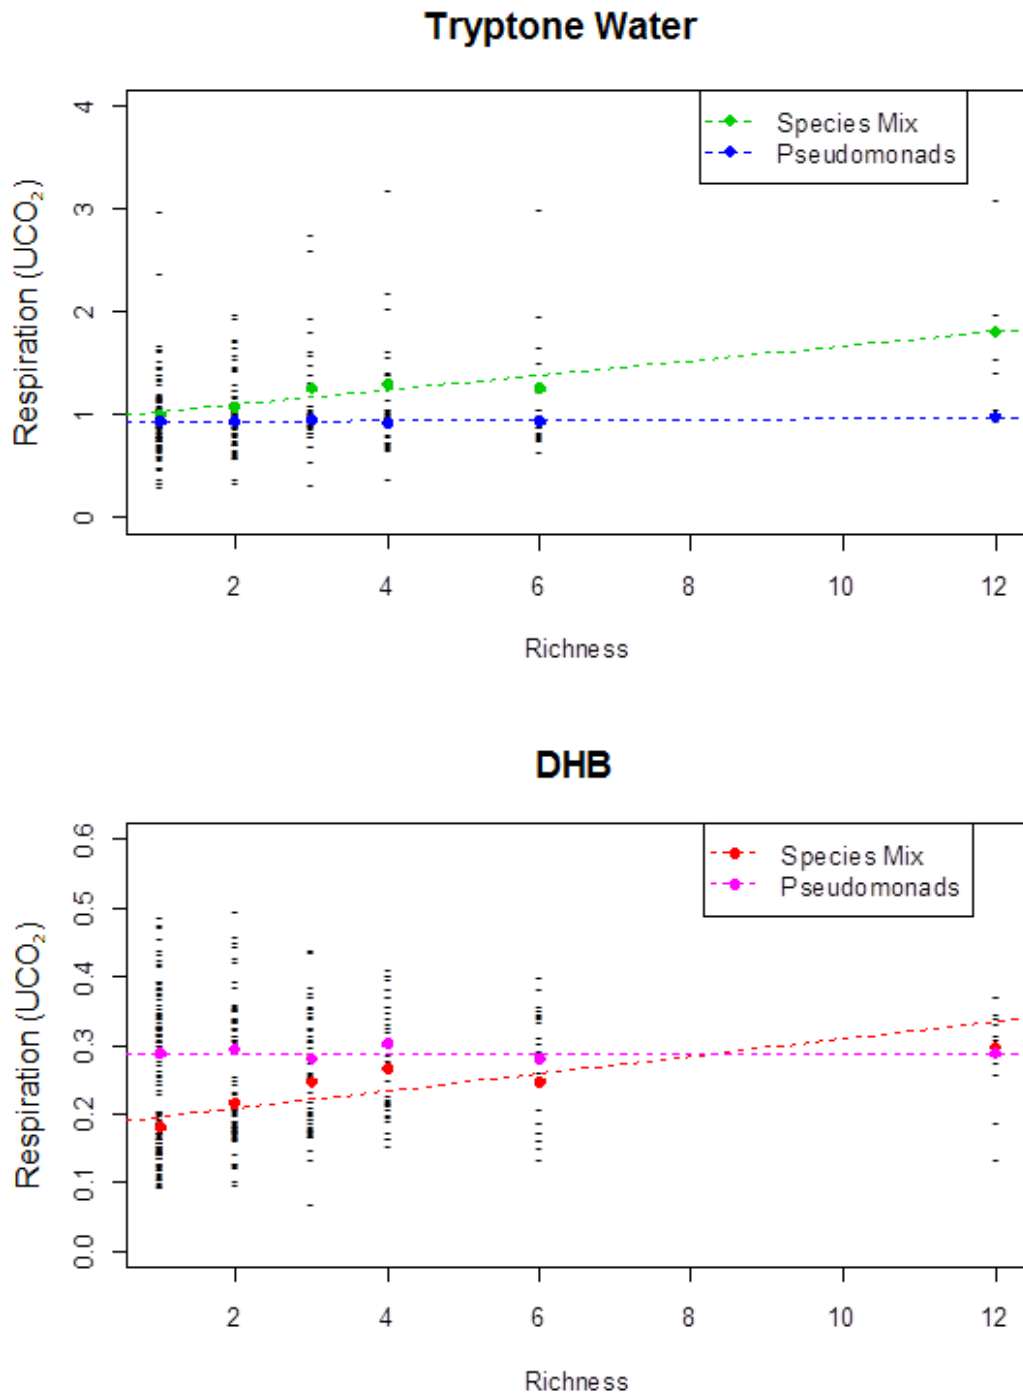 Tryptone Water
Species Mix
Pseudomonads
Respiration (UCO₂)
4
3
2
1
0
2 4 6 8 10 12
Richness
DHB
Species Mix
Pseudomonads
Respiration (UCO₂)
0.6
0.5
0.4
0.3
0.2
0.1
0.0
2 4 6 8 10 12
Richness